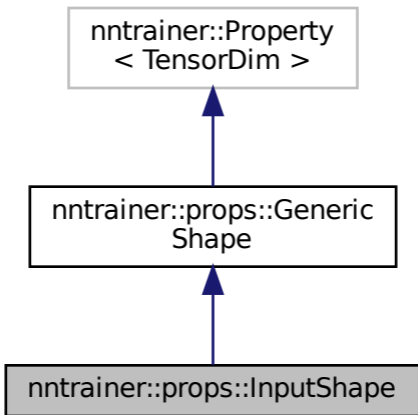 nntrainer::Property
< TensorDim >
nntrainer::props::Generic
Shape
nntrainer::props::InputShape